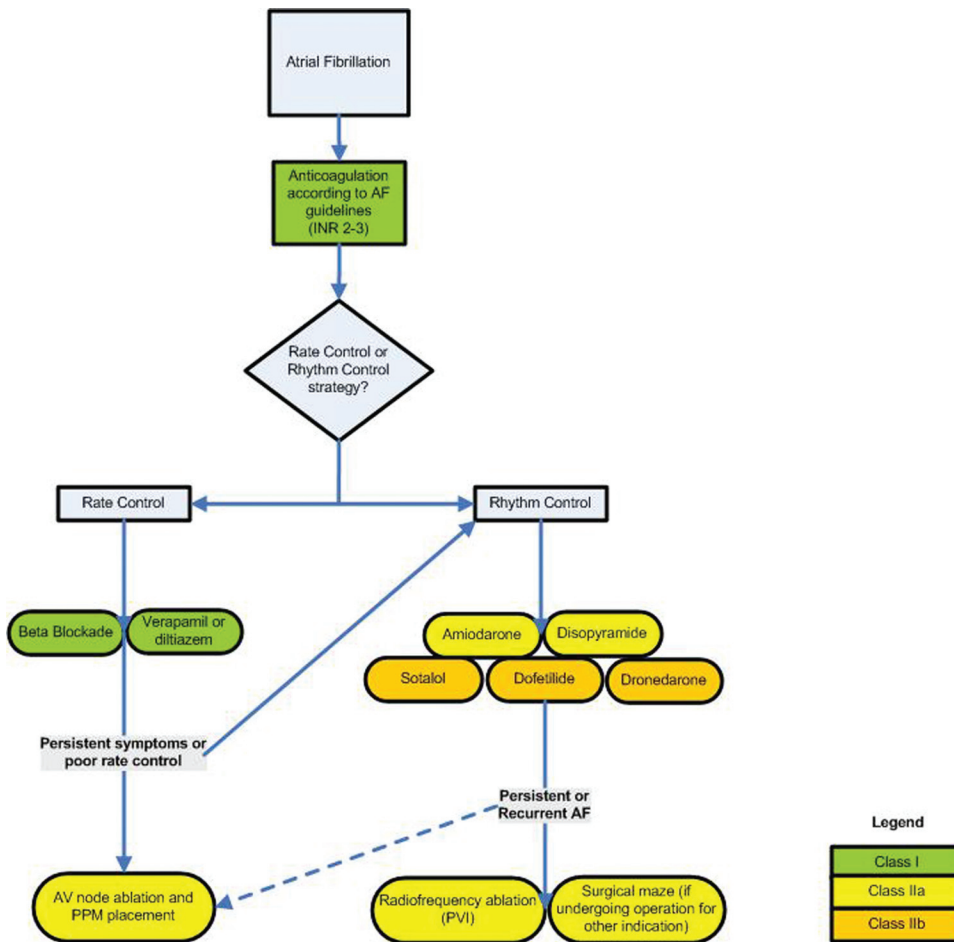 Atrial Fibrillation
Anticoagulation
according to AF
guidelines
(INR 2-3)
Rate Control or
Rhythm Control
strategy?
Rate Control
Rhythm Control
Beta Blockade
Verapamil or
diltiazem
Amiodarone
Disopyramide
Sotalol
Dofetilide
Dronedarone
Persistent symptoms or
poor rate control
Persistent or
Recurrent AF
AV node ablation and
PPM placement
Radiofrequency ablation
(PVI)
Surgical maze (if
undergoing operation for
other indication)
Legend
Class I
Class IIa
Class IIb